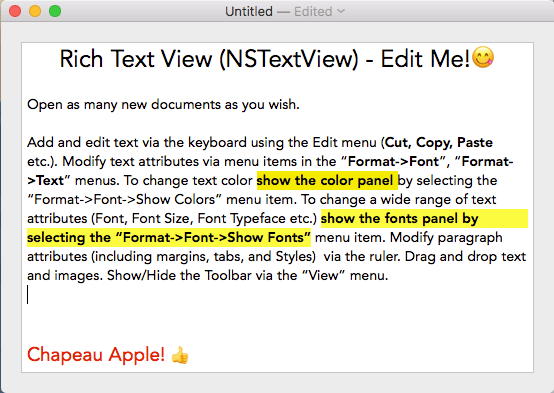 Untitled — Edited
Rich Text View (NSTextView) - Edit Me!😋
Open as many new documents as you wish.
Add and edit text via the keyboard using the Edit menu (Cut, Copy, Paste
etc.). Modify text attributes via menu items in the “Format->Font”, “Format-
>Text” menus. To change text color show the color panel by selecting the
“Format->Font->Show Colors” menu item. To change a wide range of text
attributes (Font, Font Size, Font Typeface etc.) show the fonts panel by
selecting the “Format->Font->Show Fonts” menu item. Modify paragraph
attributes (including margins, tabs, and Styles)  via the ruler. Drag and drop text
and images. Show/Hide the Toolbar via the “View” menu.
Chapeau Apple! 👍